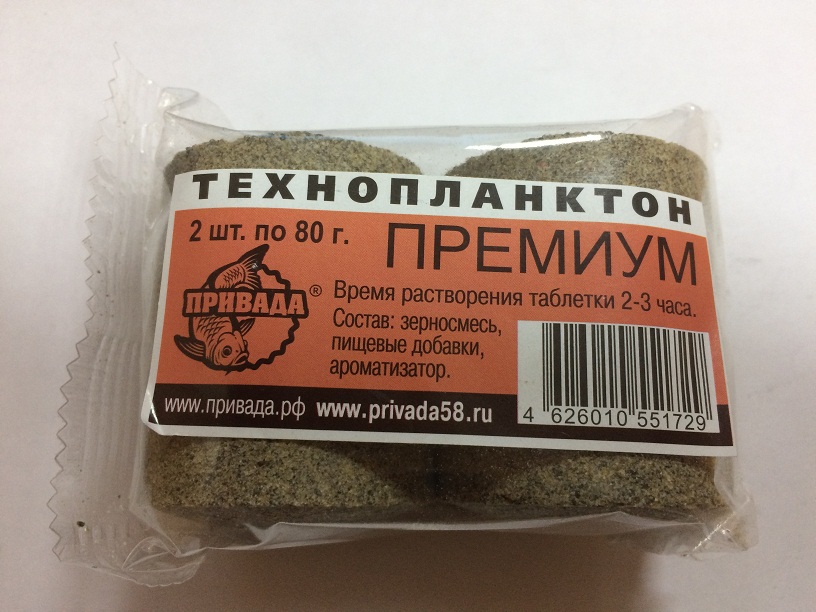 ТЕХНОПЛАНКТОН
2 шт. по 80 г.
ПРЕМИУМ
ПРИВАДА®
Время растворения таблетки 2-3 часа.
Состав: зерносмесь,
пищевые добавки,
ароматизатор.
www.привада.рф www.privada58.ru
4 626010 551729